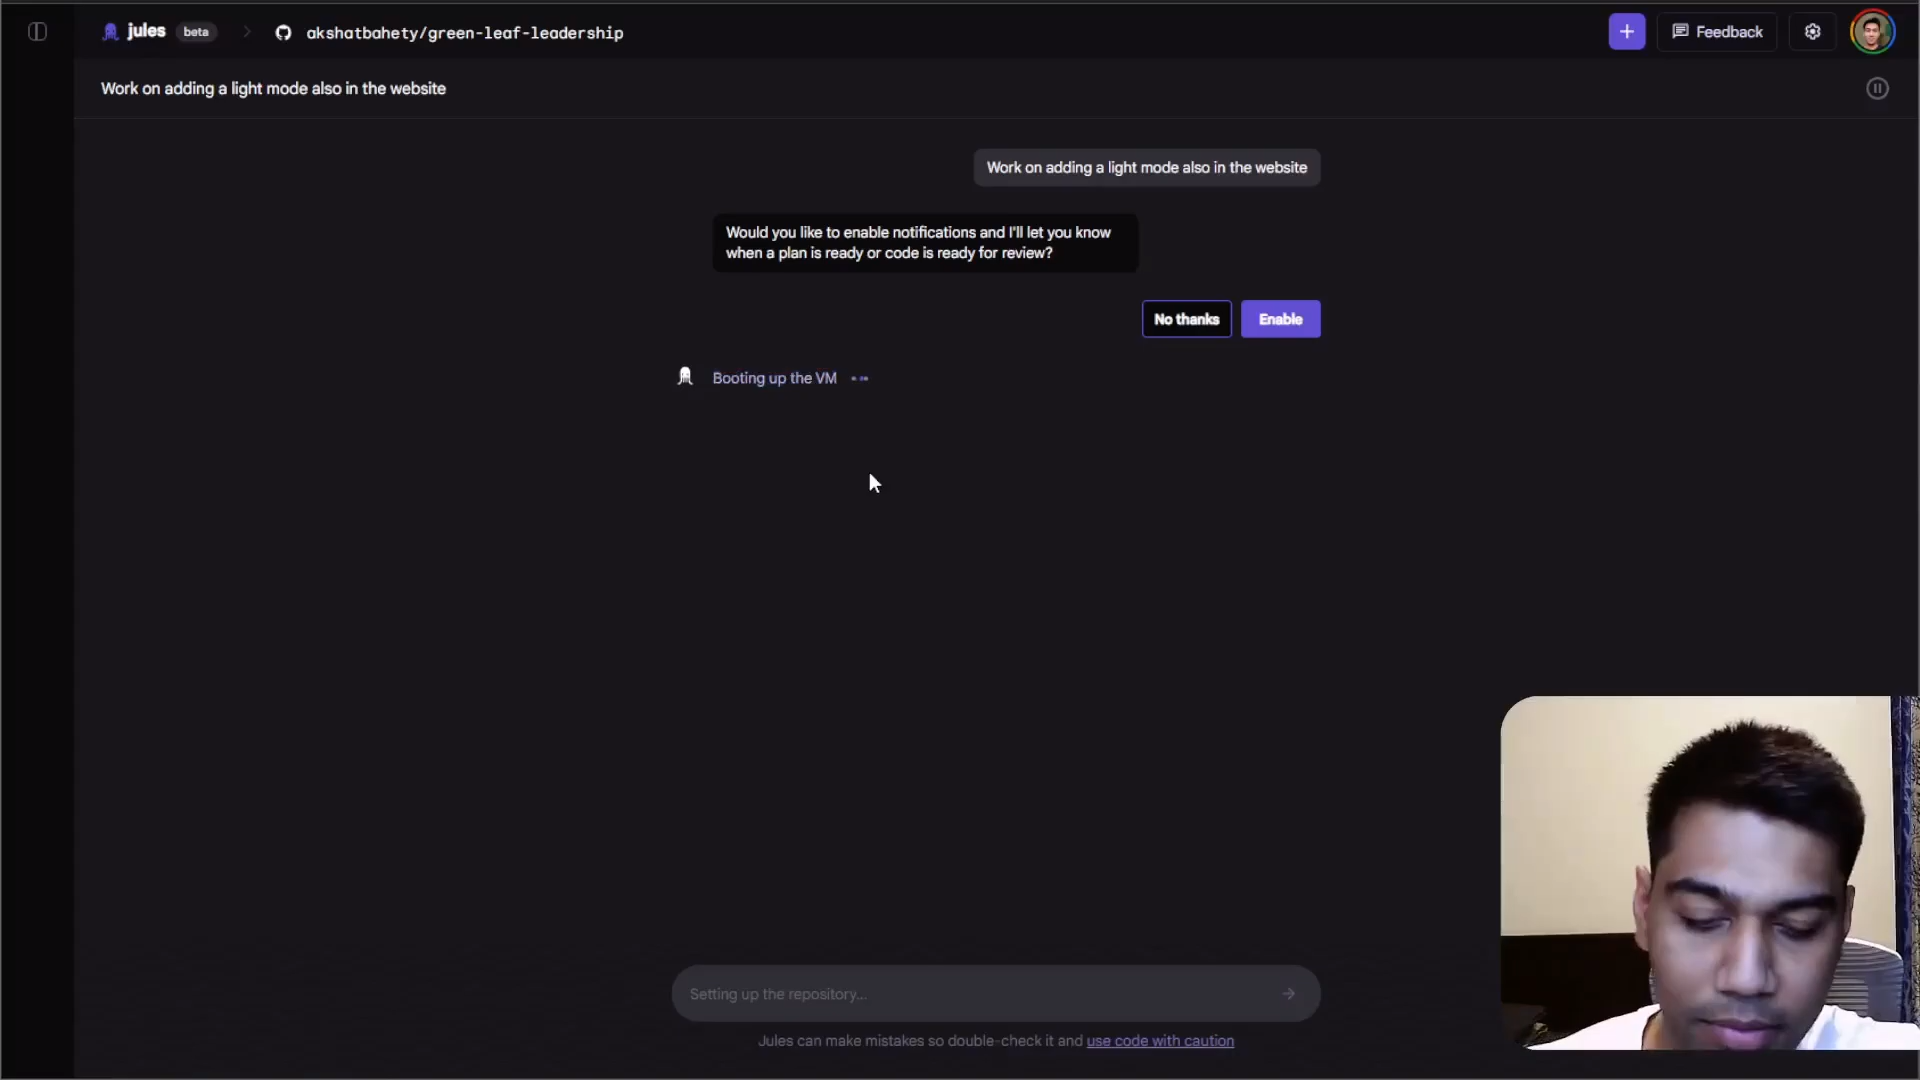 jules beta akshatbahety/green-leaf-leadership Feedback
Work on adding a light mode also in the website
Work on adding a light mode also in the website
Would you like to enable notifications and I'll let you know
when a plan is ready or code is ready for review?
No thanks Enable
Booting up the VM
Setting up the repository...
Jules can make mistakes so double-check it and use code with caution